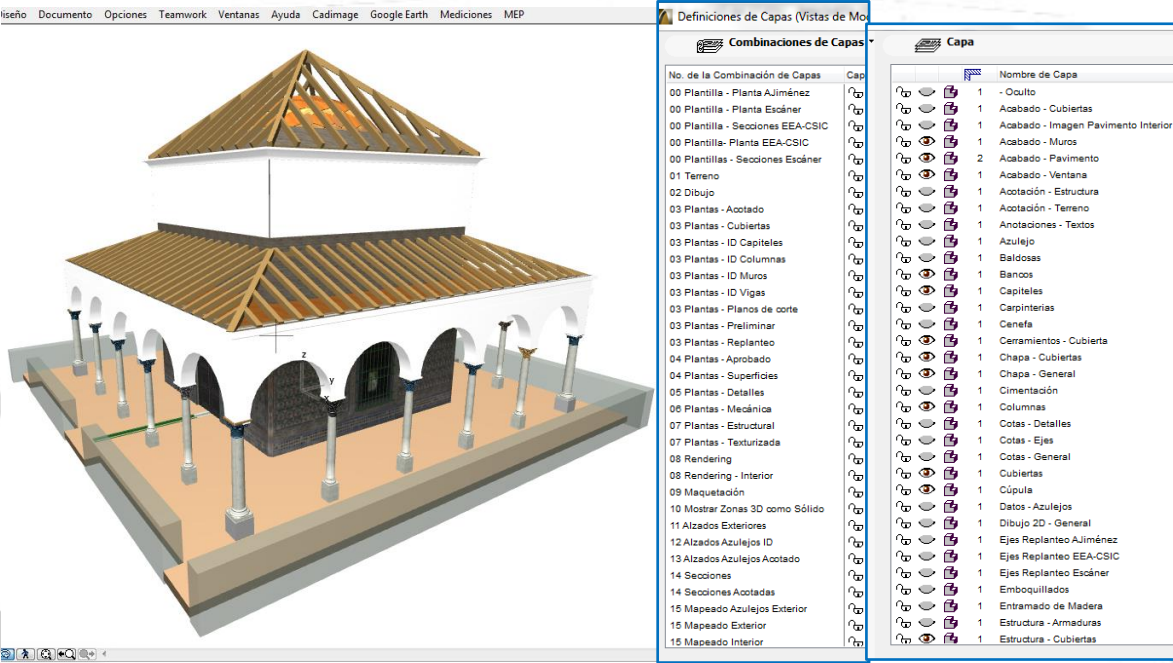 Diseño Documento Opciones Teamwork Ventanas Ayuda Cadimage Google Earth Mediciones MEP
z
y
x
Definiciones de Capas (Vistas de Mod
Combinaciones de Capas
No. de la Combinación de Capas Cap
00 Plantilla - Planta AJiménez
00 Plantilla - Planta Escáner
00 Plantilla - Secciones EEA-CSIC
00 Plantilla- Planta EEA-CSIC
00 Plantillas - Secciones Escáner
01 Terreno
02 Dibujo
03 Plantas - Acotado
03 Plantas - Cubiertas
03 Plantas - ID Capiteles
03 Plantas - ID Columnas
03 Plantas - ID Muros
03 Plantas - ID Vigas
03 Plantas - Planos de corte
03 Plantas - Preliminar
03 Plantas - Replanteo
04 Plantas - Aprobado
04 Plantas - Superficies
05 Plantas - Detalles
06 Plantas - Mecánica
07 Plantas - Estructural
07 Plantas - Texturizada
08 Rendering
08 Rendering - Interior
09 Maquetación
10 Mostrar Zonas 3D como Sólido
11 Alzados Exteriores
12 Alzados Azulejos ID
13 Alzados Azulejos Acotado
14 Secciones
14 Secciones Acotadas
15 Mapeado Azulejos Exterior
15 Mapeado Exterior
15 Mapeado Interior
Capa
Nombre de Capa
1 - Oculto
1 Acabado - Cubiertas
1 Acabado - Imagen Pavimento Interior
1 Acabado - Muros
2 Acabado - Pavimento
1 Acabado - Ventana
1 Acotación - Estructura
1 Acotación - Terreno
1 Anotaciones - Textos
1 Azulejo
1 Baldosas
1 Bancos
1 Capiteles
1 Carpinterias
1 Cenefa
1 Cerramientos - Cubierta
1 Chapa - Cubiertas
1 Chapa - General
1 Cimentación
1 Columnas
1 Cotas - Detalles
1 Cotas - Ejes
1 Cotas - General
1 Cubiertas
1 Cúpula
1 Datos - Azulejos
1 Dibujo 2D - General
1 Ejes Replanteo AJiménez
1 Ejes Replanteo EEA-CSIC
1 Ejes Replanteo Escáner
1 Emboquillados
1 Entramado de Madera
1 Estructura - Armaduras
1 Estructura - Cubiertas